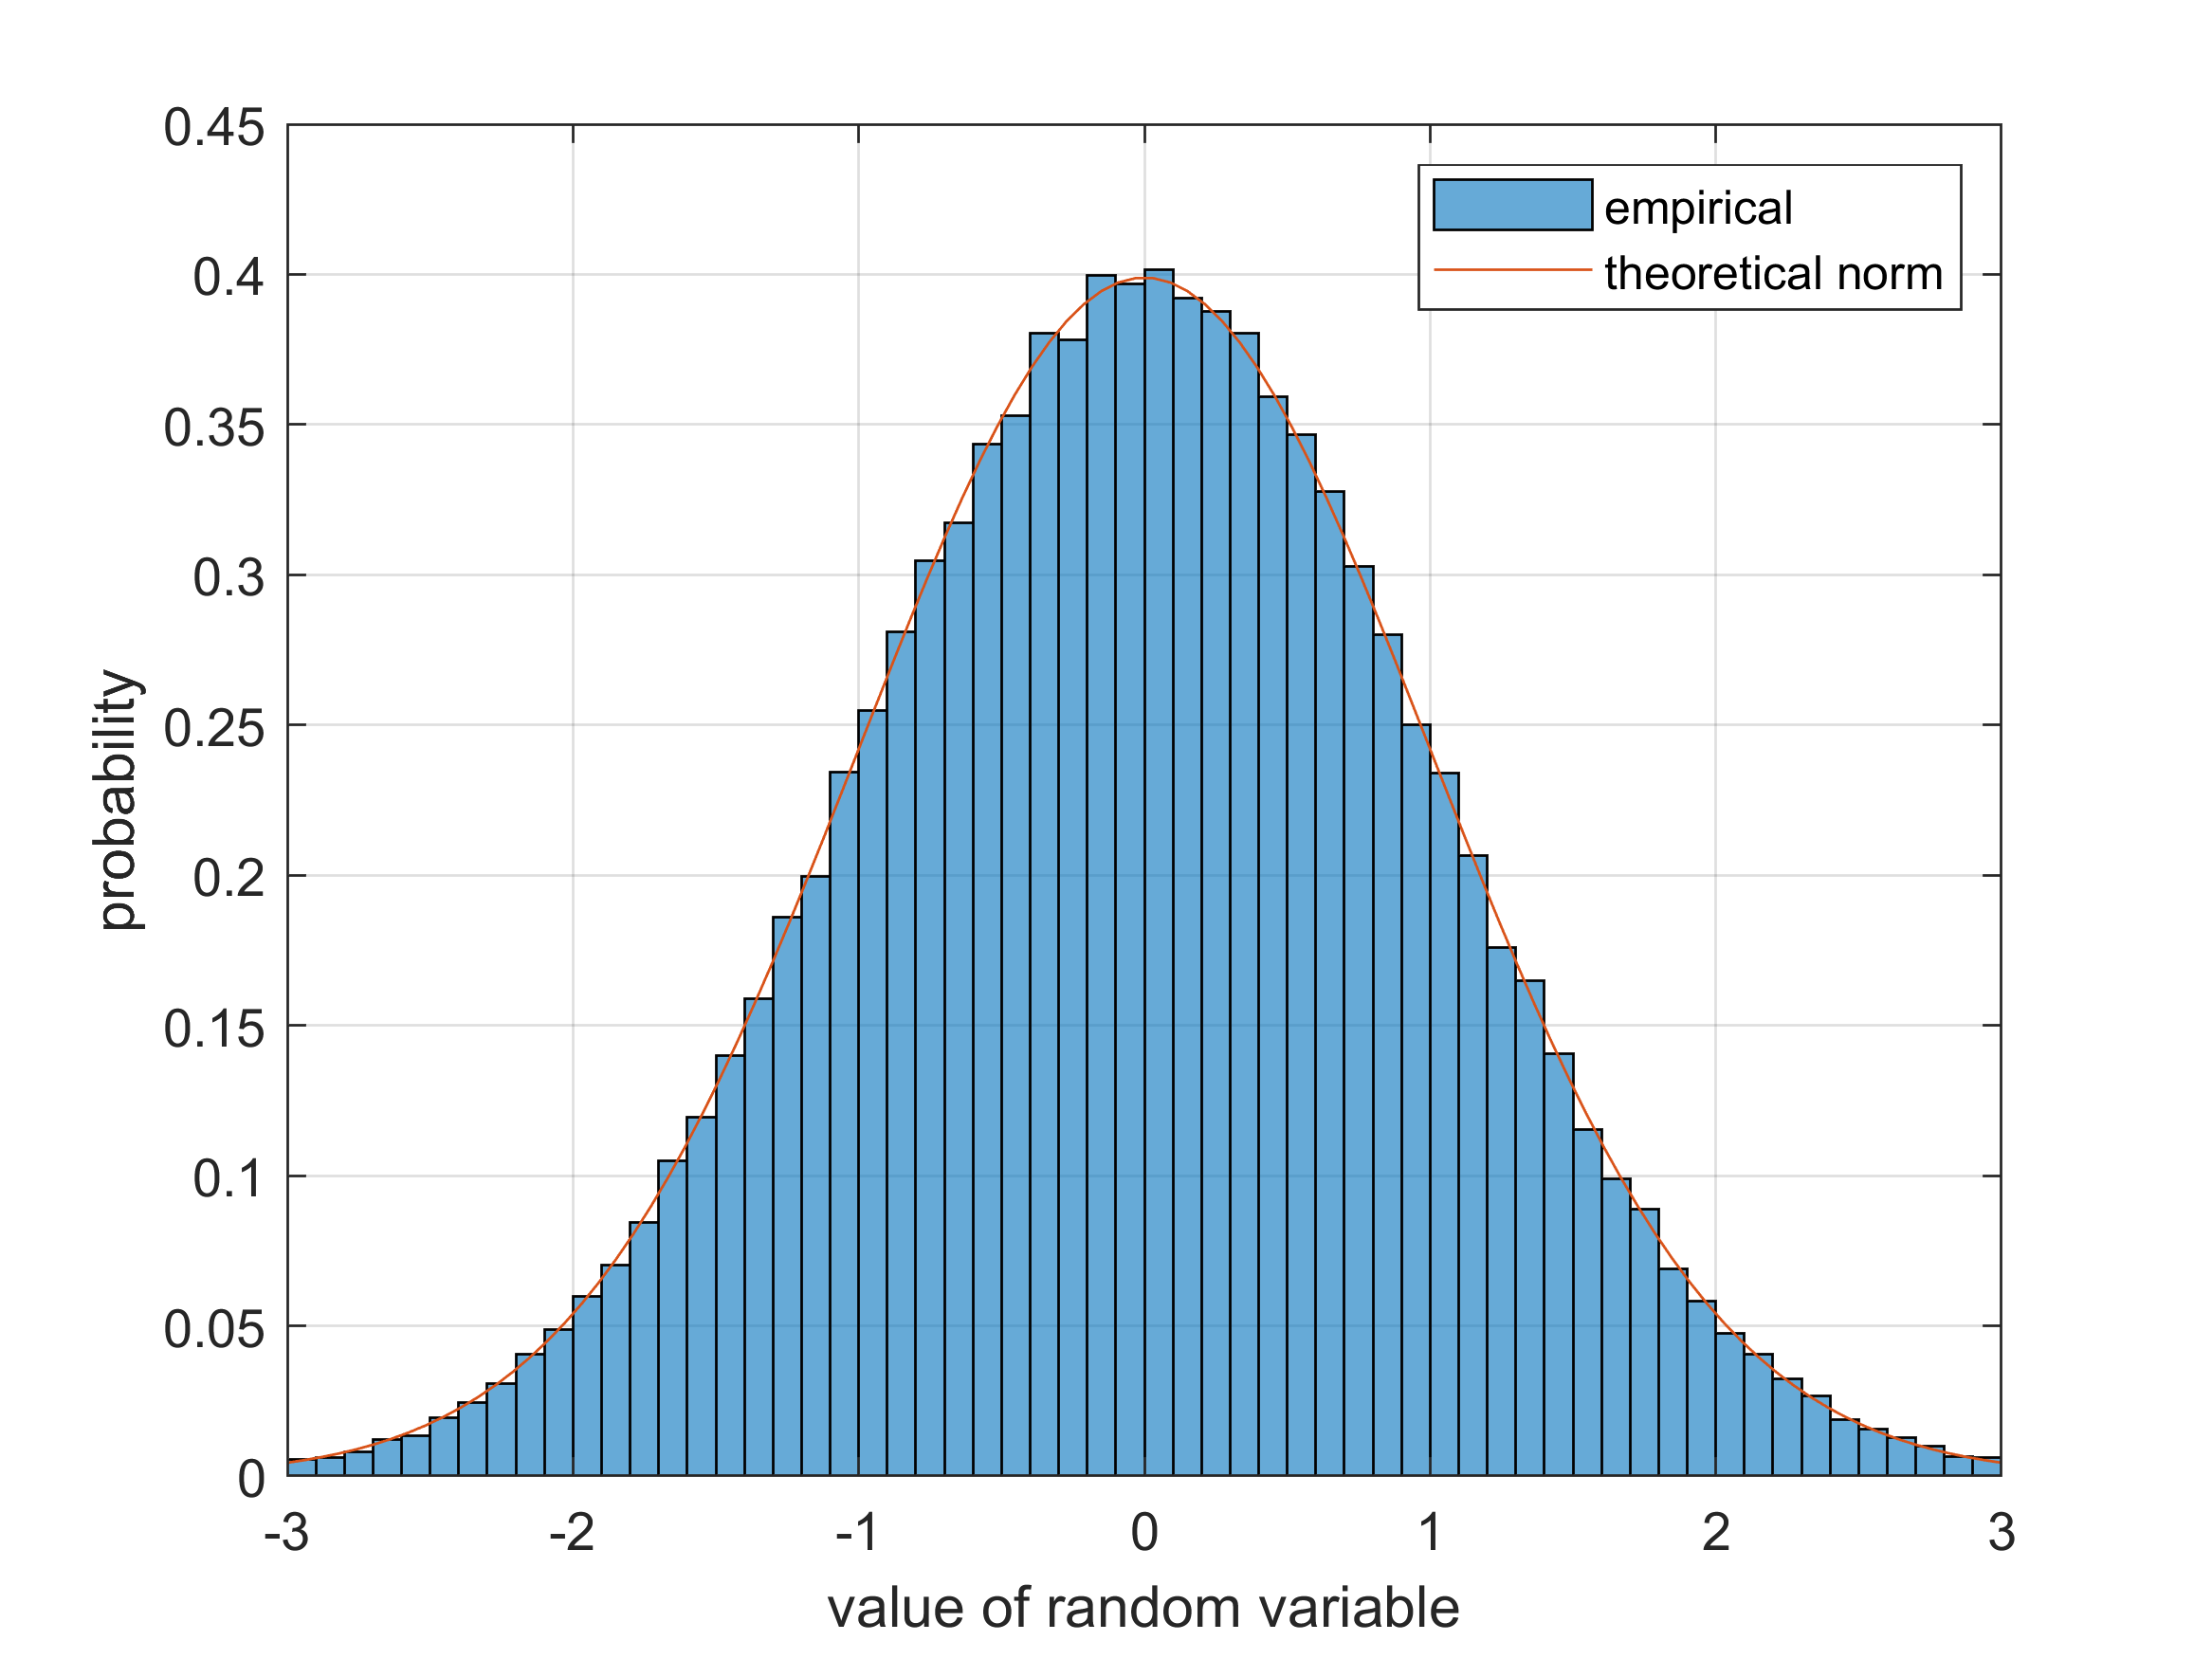 0.45
0.4
0.35
0.3
0.25
0.2
0.15
0.1
0.05
0
probability
empirical
theoretical norm
-3 -2 -1 0 1 2 3
value of random variable